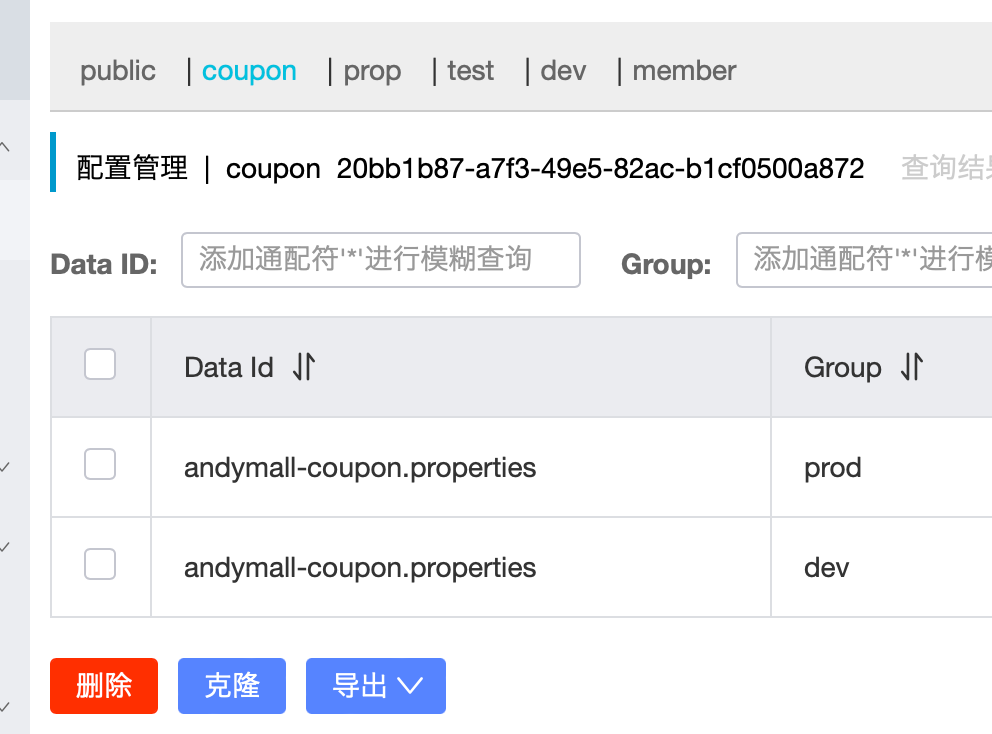 public | coupon | prop | test | dev | member
配置管理 | coupon 20bb1b87-a7f3-49e5-82ac-b1cf0500a872 查询结
Data ID: 添加通配符'*'进行模糊查询 Group: 添加通配符'*'进行模
Data Id Group
andymall-coupon.properties prod
andymall-coupon.properties dev
删除 克隆 导出